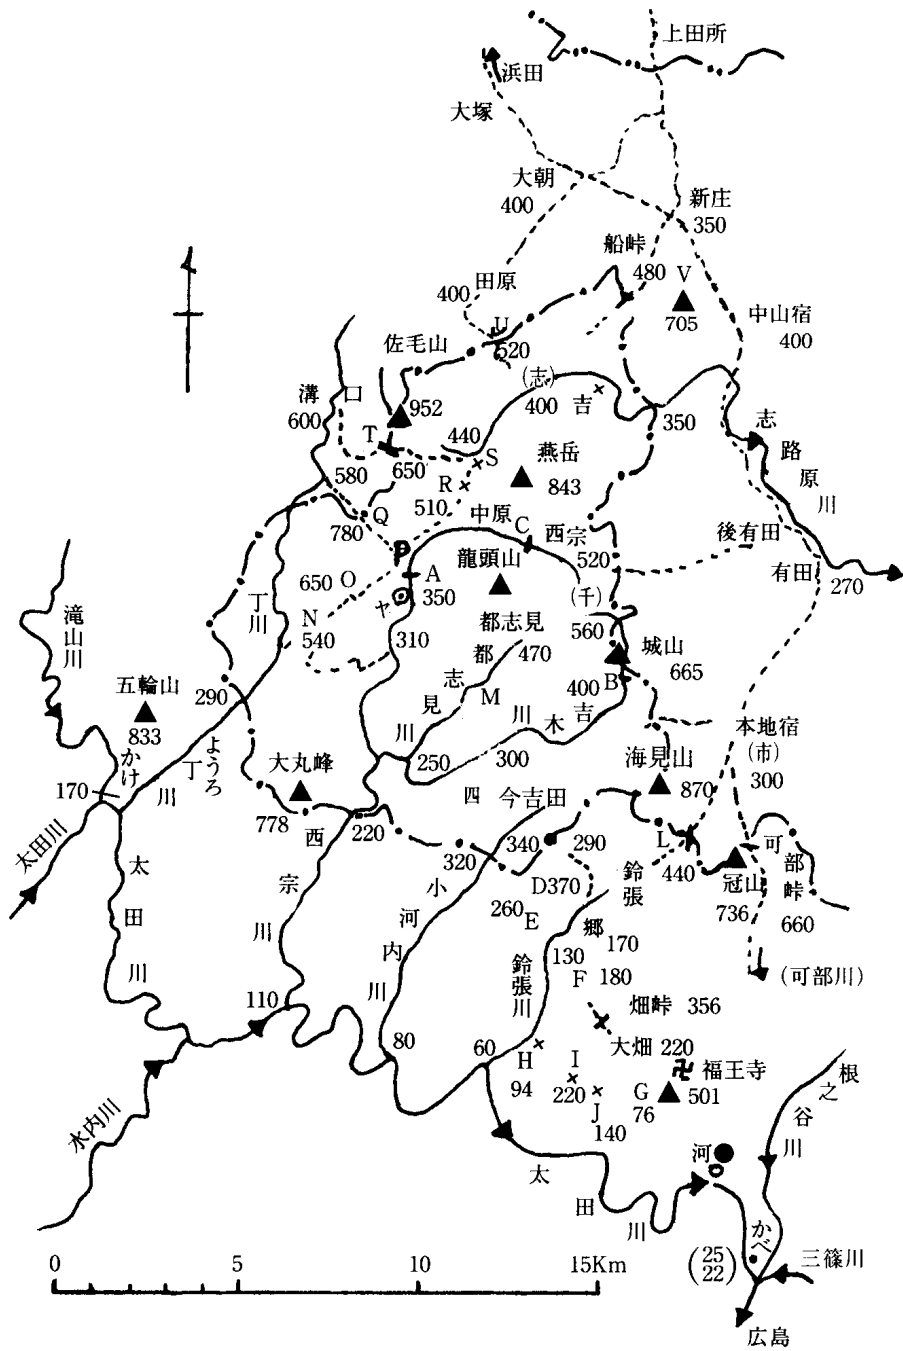 上田所
浜田
大塚
大朝
400
新庄
350
船峠
480 V
705
田原
400
中山宿
400
U
520
佐毛山
952
(志)
400
吉
350
溝口
600
T
650
440
S
580
R
510
燕岳
843
志路原川
Q
780
中原
C
西宗
520
後有田
有田
270
P
650 O
A
350
ヤ
龍頭山
(千)
560
丁川
N
540
310
都志見
470
城山
665
滝山川
五輪山
833
290
都志見川
M
400
B
吉木川
250
300
本地宿
(市)
300
かけ
ようろ
丁川
170
大丸峰
778
220
海見山
870
四
今吉田
340
290
320
L
440
鈴張
冠山
736
可部峠
660
太田川
太田川
西宗川
小河内川
D370
260
E
郷
170
130
鈴張川
F
180
(可部川)
畑峠 356
大畑 220
110
80
60
H
94
I
220
J
140
卍
福王寺
G
76
501
水内川
根之谷川
河
太田川
かべ
(25
22)
三篠川
広島
0 5 10 15Km